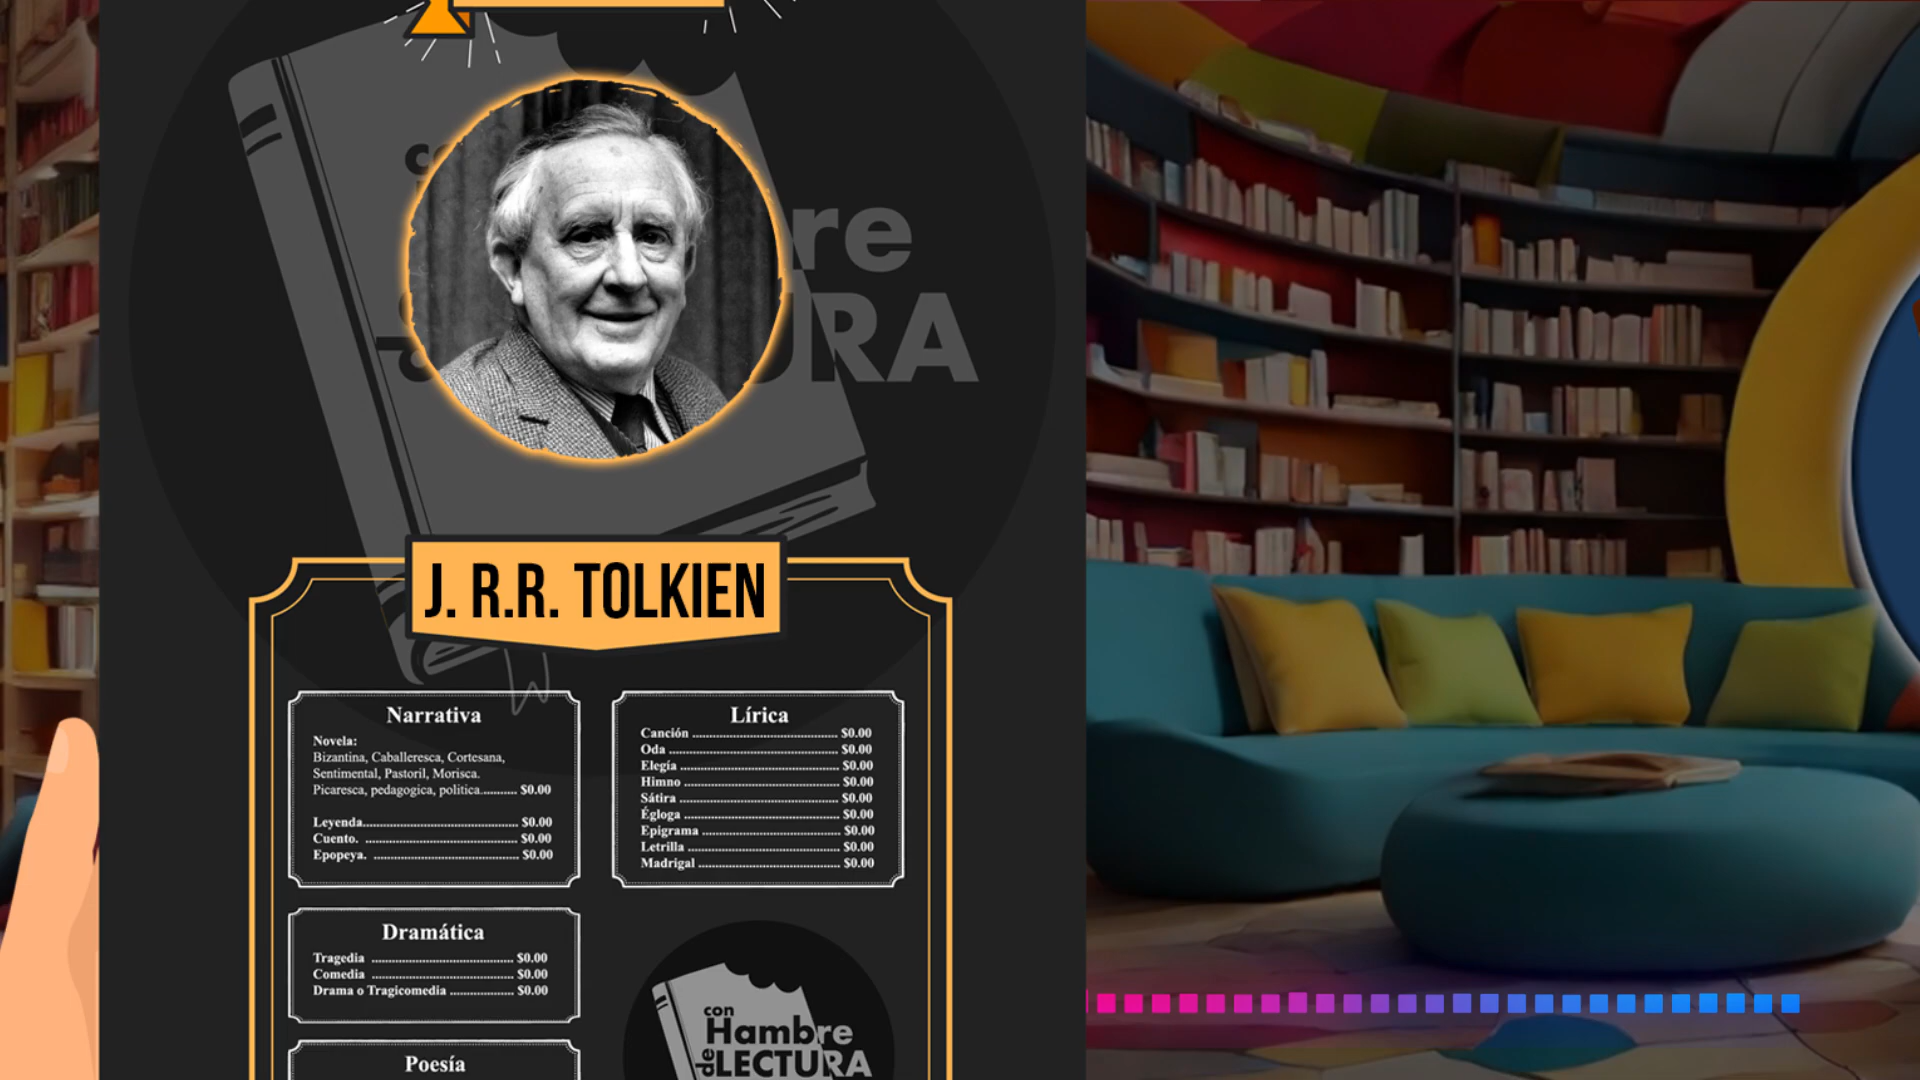 re
URA
J. R.R. TOLKIEN
Narrativa
Novela:
Bizantina, Caballeresca, Cortesana,
Sentimental, Pastoril, Morisca.
Picaresca, pedagogica, politica.......... $0.00
Leyenda............................................... $0.00
Cuento. .............................................. $0.00
Epopeya. ............................................ $0.00
Lírica
Canción ............................................ $0.00
Oda .................................................... $0.00
Elegía ................................................ $0.00
Himno ............................................... $0.00
Sátira ................................................. $0.00
Égloga ................................................ $0.00
Epigrama .......................................... $0.00
Letrilla ............................................... $0.00
Madrigal ........................................... $0.00
Dramática
Tragedia ........................................... $0.00
Comedia ........................................... $0.00
Drama o Tragicomedia ................... $0.00
con
Hambre
de LECTURA
Poesía